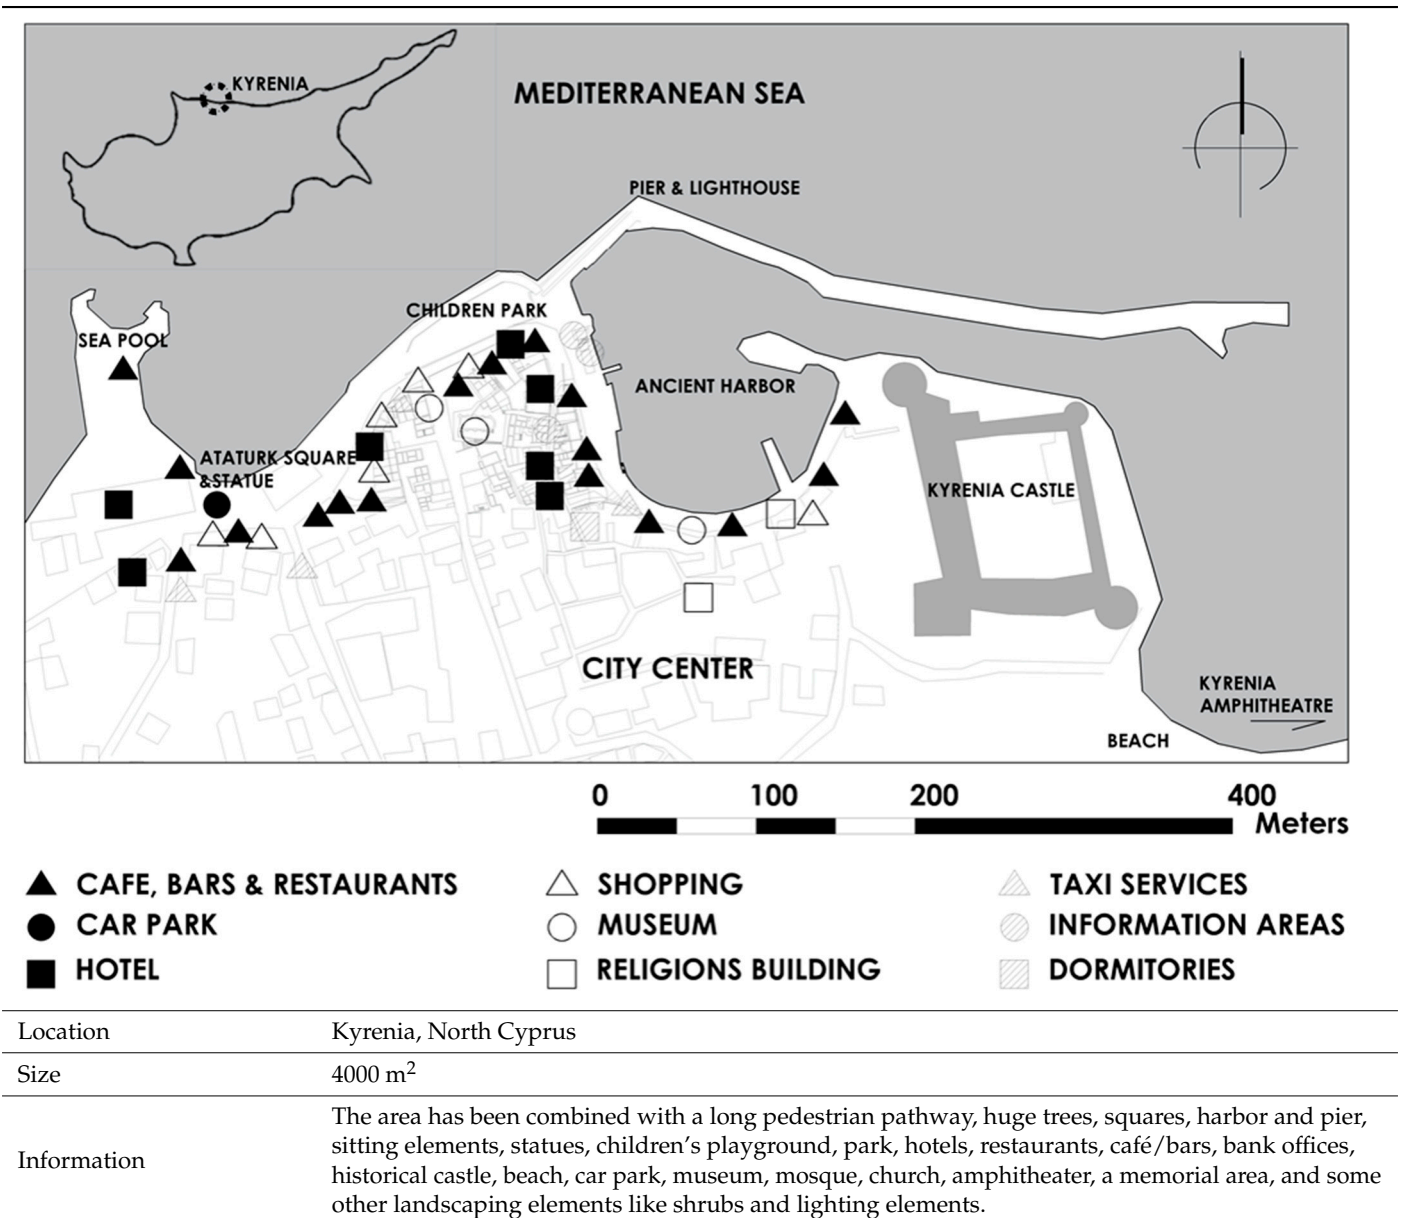 KYRENIA
MEDITERRANEAN SEA
PIER & LIGHTHOUSE
CHILDREN PARK
SEA POOL
ANCIENT HARBOR
ATATURK SQUARE
&STATUE
KYRENIA CASTLE
CITY CENTER
KYRENIA
AMPHITHEATRE
BEACH
0 100 200 400
Meters
CAFE, BARS & RESTAURANTS SHOPPING TAXI SERVICES
CAR PARK MUSEUM INFORMATION AREAS
HOTEL RELIGIONS BUILDING DORMITORIES
Location Kyrenia, North Cyprus
Size 4000 m²
Information The area has been combined with a long pedestrian pathway, huge trees, squares, harbor and pier,
sitting elements, statues, children's playground, park, hotels, restaurants, café/bars, bank offices,
historical castle, beach, car park, museum, mosque, church, amphitheater, a memorial area, and some
other landscaping elements like shrubs and lighting elements.